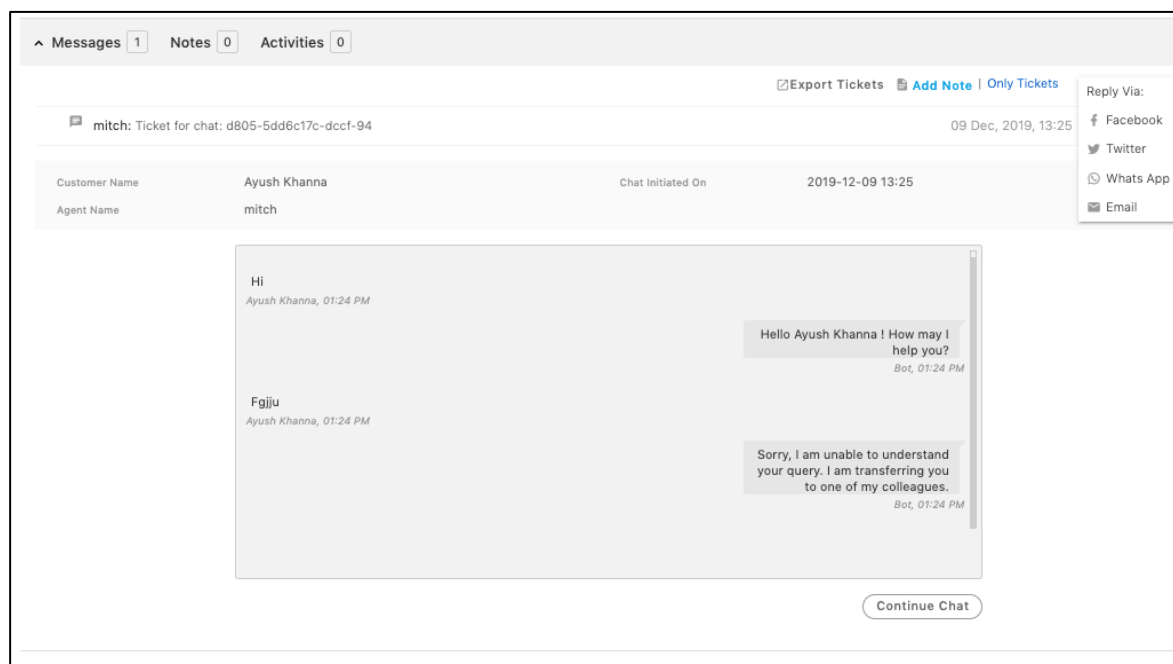 Messages 1 Notes 0 Activities 0
Export Tickets Add Note | Only Tickets
Reply Via:
Facebook
Twitter
Whats App
Email
mitch: Ticket for chat: d805-5dd6c17c-dccf-94 09 Dec, 2019, 13:25
Customer Name Ayush Khanna Chat Initiated On 2019-12-09 13:25
Agent Name mitch
Hi
Ayush Khanna, 01:24 PM
Hello Ayush Khanna ! How may I
help you?
Bot, 01:24 PM
Fgjju
Ayush Khanna, 01:24 PM
Sorry, I am unable to understand
your query. I am transferring you
to one of my colleagues.
Bot, 01:24 PM
Continue Chat